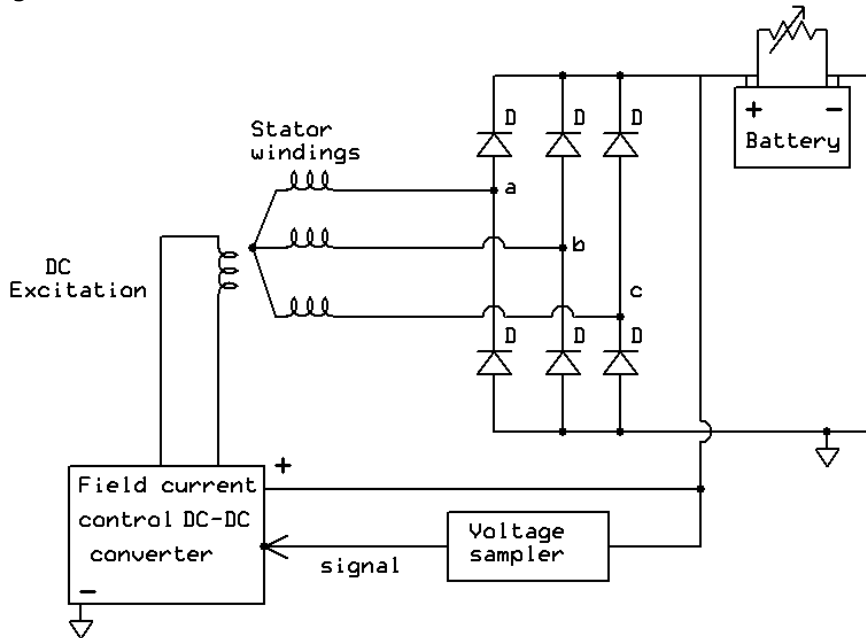 + -
Battery
D D D
Stator
windings
a
b
c
DC
Excitation
D D D
+
Field current
control DC-DC
converter
-
signal
Voltage
sampler